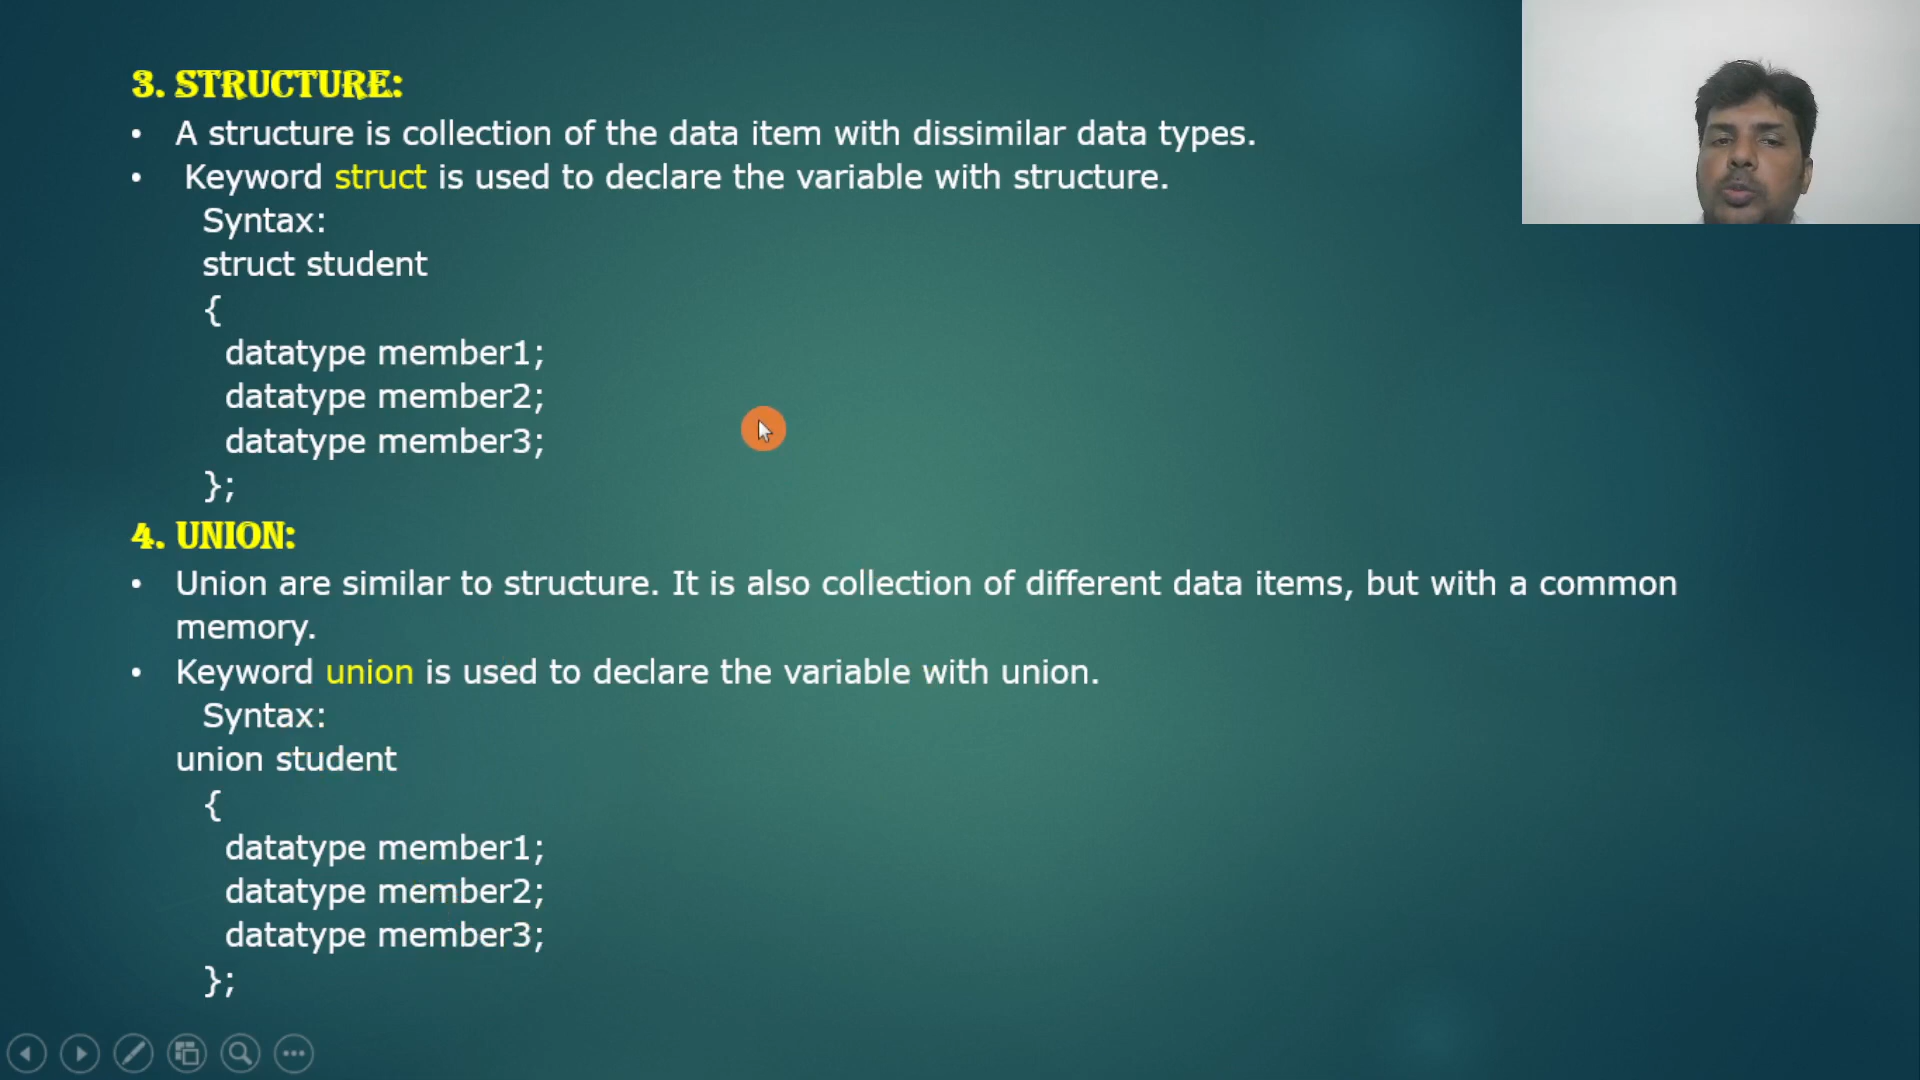 3. STRUCTURE:
• A structure is collection of the data item with dissimilar data types.
• Keyword struct is used to declare the variable with structure.
Syntax:
struct student
{
datatype member1;
datatype member2;
datatype member3;
};
4. UNION:
• Union are similar to structure. It is also collection of different data items, but with a common
memory.
• Keyword union is used to declare the variable with union.
Syntax:
union student
{
datatype member1;
datatype member2;
datatype member3;
};